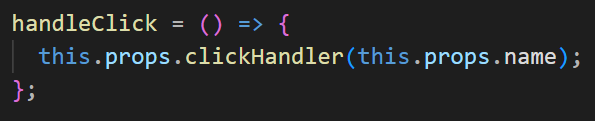 handleClick = () => {
  this.props.clickHandler(this.props.name);
};